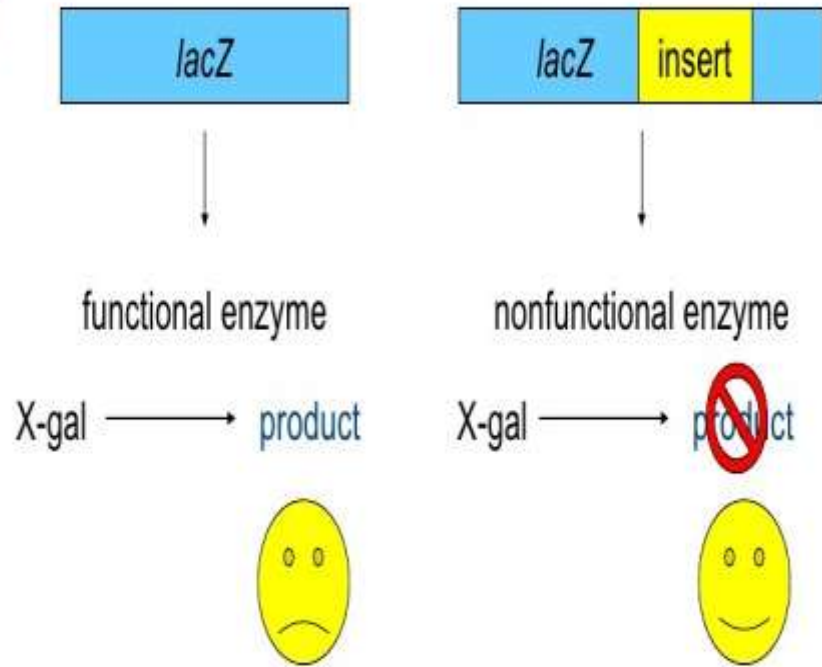 lacZ
lacZ insert
functional enzyme
nonfunctional enzyme
X-gal product
X-gal product